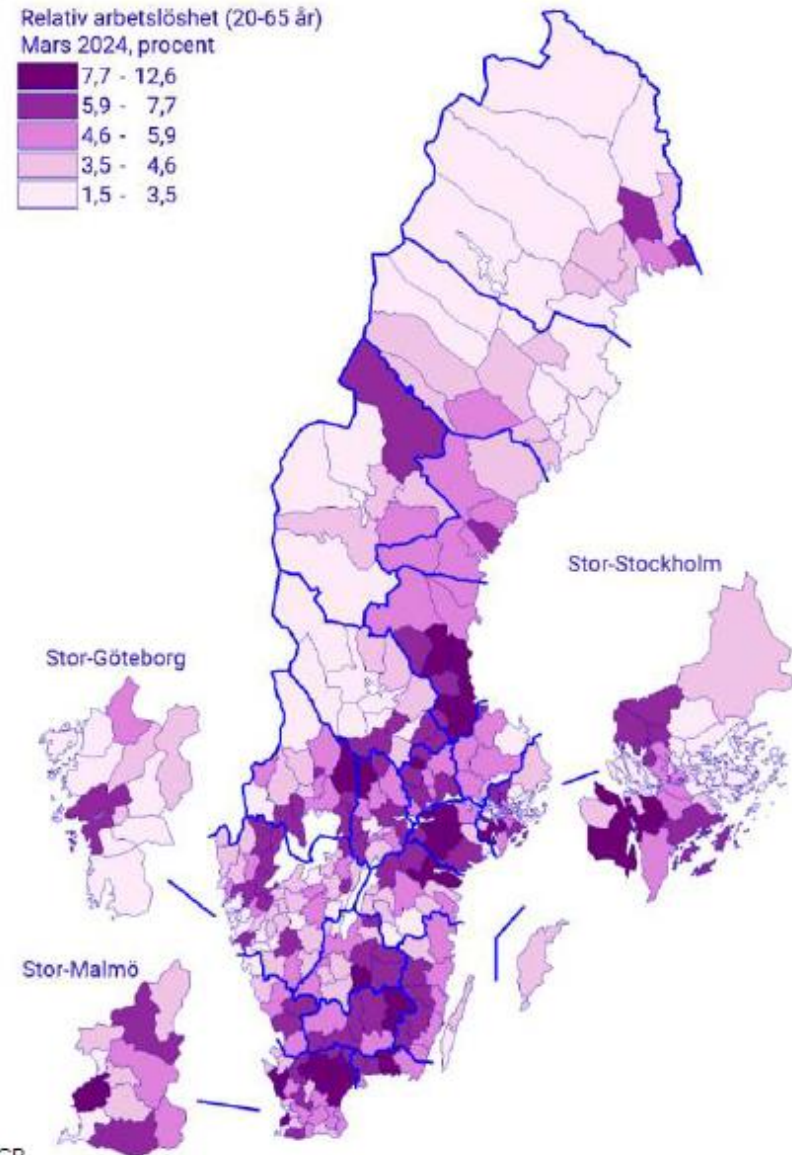 Relativ arbetslöshet (20-65 år)
Mars 2024, procent
7,7 - 12,6
5,9 - 7,7
4,6 - 5,9
3,5 - 4,6
1,5 - 3,5
Stor-Stockholm
Stor-Göteborg
Stor-Malmö